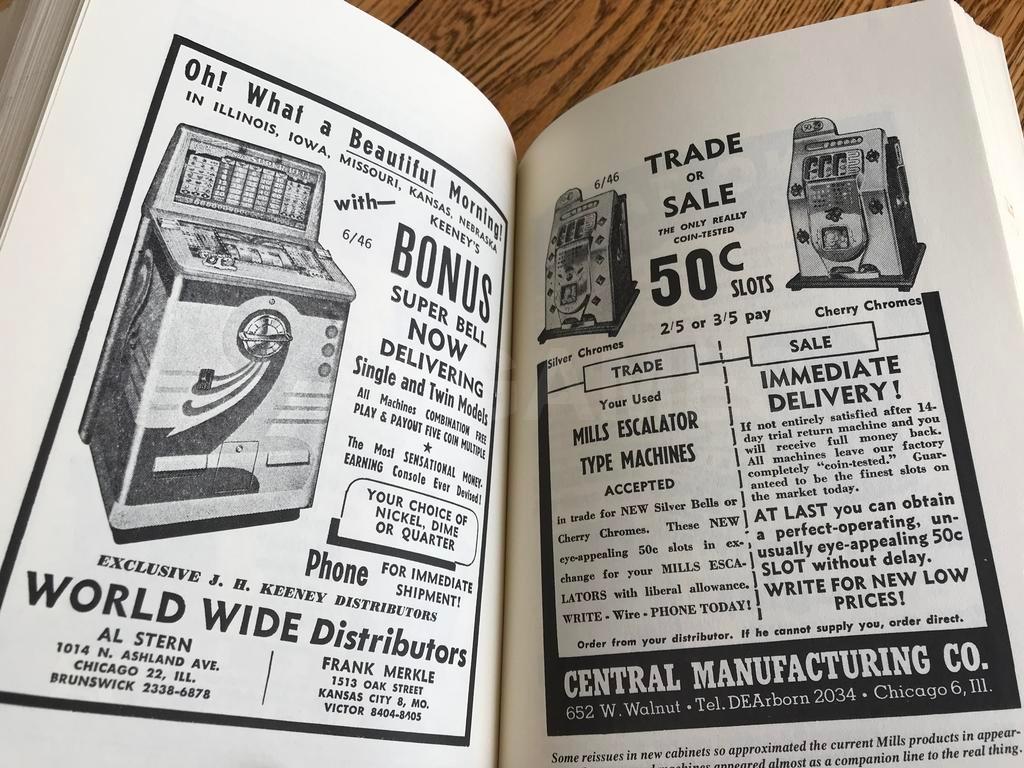 Oh! What a Beautiful Morning!
IN ILLINOIS, IOWA, MISSOURI, KANSAS, NEBRASKA
with—
KEENEY'S
6/46
BONUS
SUPER BELL
NOW
DELIVERING
Single and Twin Models
All Machines COMBINATION FREE
PLAY & PAYOUT FIVE COIN MULTIPLE
★
The Most SENSATIONAL MONEY-
EARNING Console Ever Devised!
YOUR CHOICE OF
NICKEL, DIME
OR QUARTER
Phone FOR IMMEDIATE
SHIPMENT!
EXCLUSIVE J. H. KEENEY DISTRIBUTORS
WORLD WIDE Distributors
AL STERN
1014 N. ASHLAND AVE.
CHICAGO 22, ILL.
BRUNSWICK 2338-6878
FRANK MERKLE
1513 OAK STREET
KANSAS CITY 8, MO.
VICTOR 8404-8405
6/46
TRADE
OR
SALE
THE ONLY REALLY
COIN-TESTED
50c SLOTS
2/5 or 3/5 pay
Silver Chromes
Cherry Chromes
TRADE
Your Used
MILLS ESCALATOR
TYPE MACHINES
ACCEPTED
in trade for NEW Silver Bells or
Cherry Chromes. These NEW
eye-appealing 50c slots in ex-
change for your MILLS ESCA-
LATORS with liberal allowance.
WRITE - Wire - PHONE TODAY!
SALE
IMMEDIATE
DELIVERY!
If not entirely satisfied after 14-
day trial return machine and you
will receive full money back.
All machines leave our factory
completely "coin-tested." Guar-
anteed to be the finest slots on
the market today.
AT LAST you can obtain
a perfect-operating, un-
usually eye-appealing 50c
SLOT without delay.
WRITE FOR NEW LOW
PRICES!
Order from your distributor. If he cannot supply you, order direct.
CENTRAL MANUFACTURING CO.
652 W. Walnut • Tel. DEArborn 2034 • Chicago 6, Ill.
Some reissues in new cabinets so approximated the current Mills products in appear-
machines appeared almost as a companion line to the real thing.